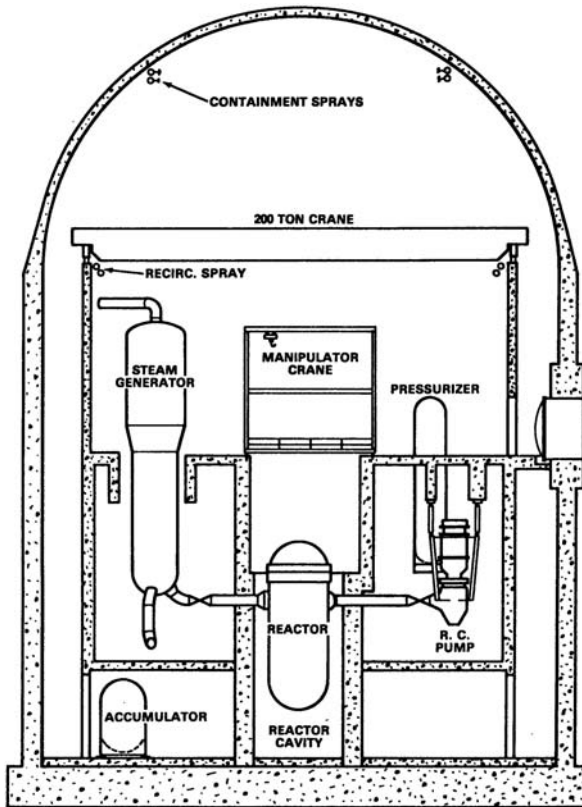 CONTAINMENT SPRAYS
200 TON CRANE
RECIRC. SPRAY
STEAM
GENERATOR
MANIPULATOR
CRANE
PRESSURIZER
REACTOR
R. C.
PUMP
ACCUMULATOR
REACTOR
CAVITY